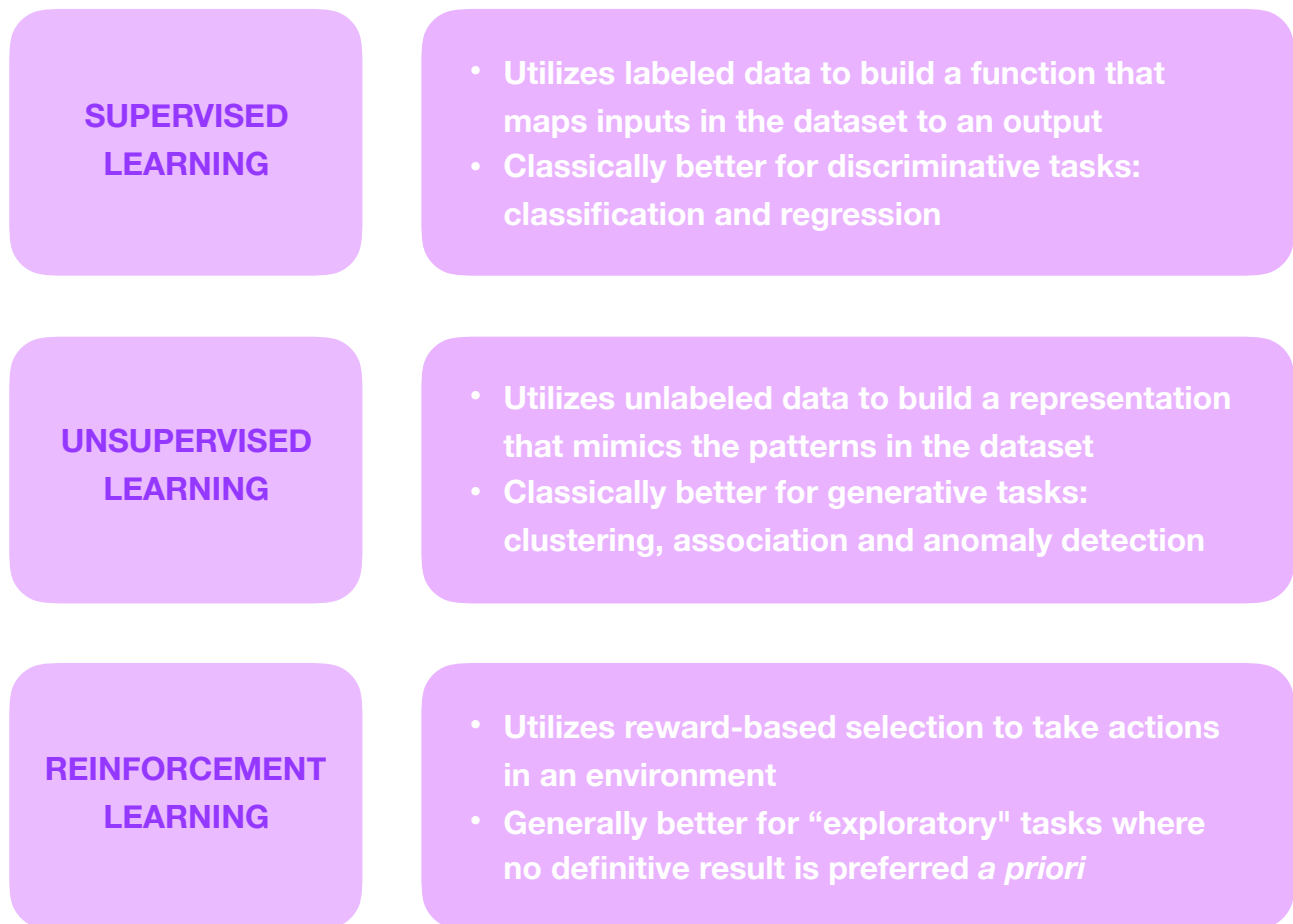 SUPERVISED
LEARNING
• Utilizes labeled data to build a function that
maps inputs in the dataset to an output
• Classically better for discriminative tasks:
classification and regression
UNSUPERVISED
LEARNING
• Utilizes unlabeled data to build a representation
that mimics the patterns in the dataset
• Classically better for generative tasks:
clustering, association and anomaly detection
REINFORCEMENT
LEARNING
• Utilizes reward-based selection to take actions
in an environment
• Generally better for “exploratory" tasks where
no definitive result is preferred a priori